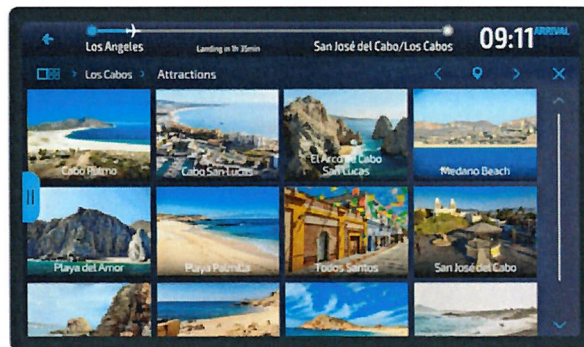 Los Angeles
Landing in 1h 35min
San José del Cabo/Los Cabos
09:11 ARRIVAL
Los Cabos
Attractions
Cabo Pulmo
Cabo San Lucas
El Arco de Cabo
San Lucas
Medano Beach
Playa del Amor
Playa Palmilla
Todos Santos
San José del Cabo